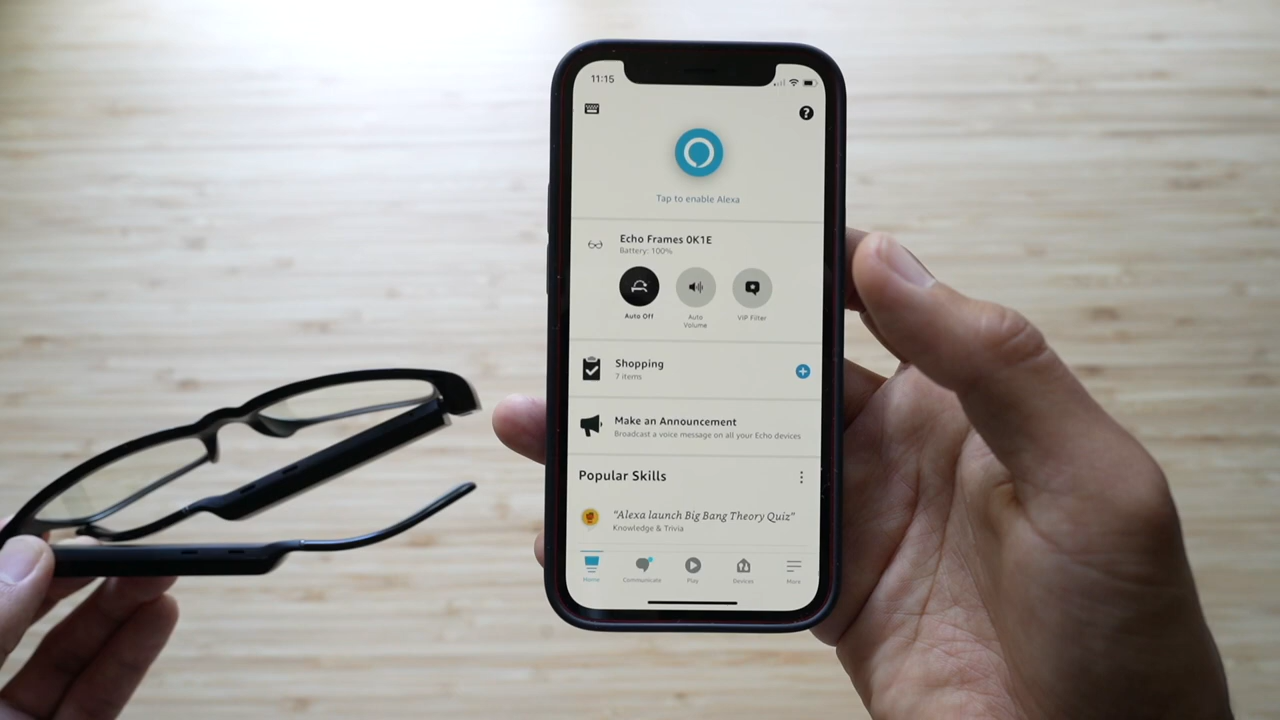 11:15
Tap to enable Alexa
Echo Frames 0K1E
Battery: 100%
Auto Off
Auto
Volume
VIP Filter
Shopping
7 items
Make an Announcement
Broadcast a voice message on all your Echo devices
Popular Skills
"Alexa launch Big Bang Theory Quiz"
Knowledge & Trivia
Home
Communicate
Play
Devices
More